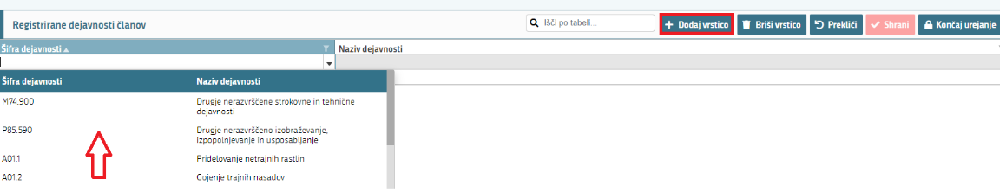 Registrirane dejavnosti članov
Išči po tabeli...
Dodaj vrstico
Briši vrstico
Prekliči
Shrani
Končaj urejanje
Šifra dejavnosti
Naziv dejavnosti
Šifra dejavnosti
Naziv dejavnosti
M74.900
Drugje nerazvrščene strokovne in tehnične
dejavnosti
P85.590
Drugje nerazvrščeno izobraževanje,
izpopolnjevanje in usposabljanje
A01.1
Pridelovanje netrajnih rastlin
A01.2
Gojenje trajnih nasadov